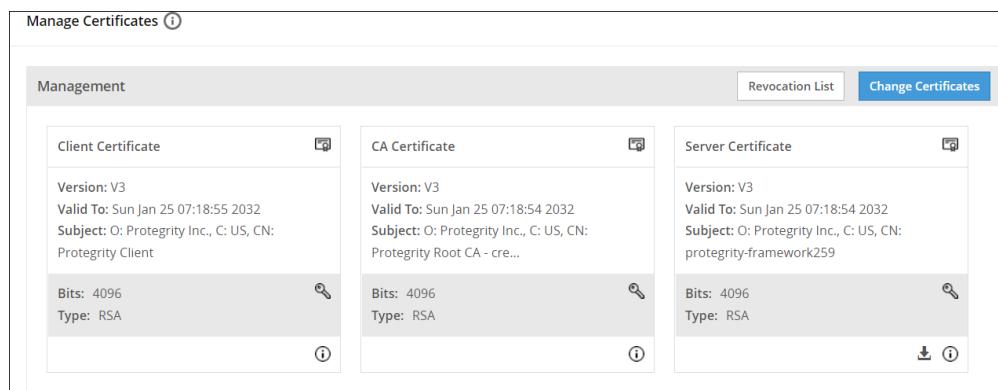 Manage Certificates
Management
Revocation List
Change Certificates
Client Certificate
Version: V3
Valid To: Sun Jan 25 07:18:55 2032
Subject: O: Protegrity Inc., C: US, CN:
Protegrity Client
Bits: 4096
Type: RSA
CA Certificate
Version: V3
Valid To: Sun Jan 25 07:18:54 2032
Subject: O: Protegrity Inc., C: US, CN:
Protegrity Root CA - cre...
Bits: 4096
Type: RSA
Server Certificate
Version: V3
Valid To: Sun Jan 25 07:18:54 2032
Subject: O: Protegrity Inc., C: US, CN:
protegrity-framework259
Bits: 4096
Type: RSA